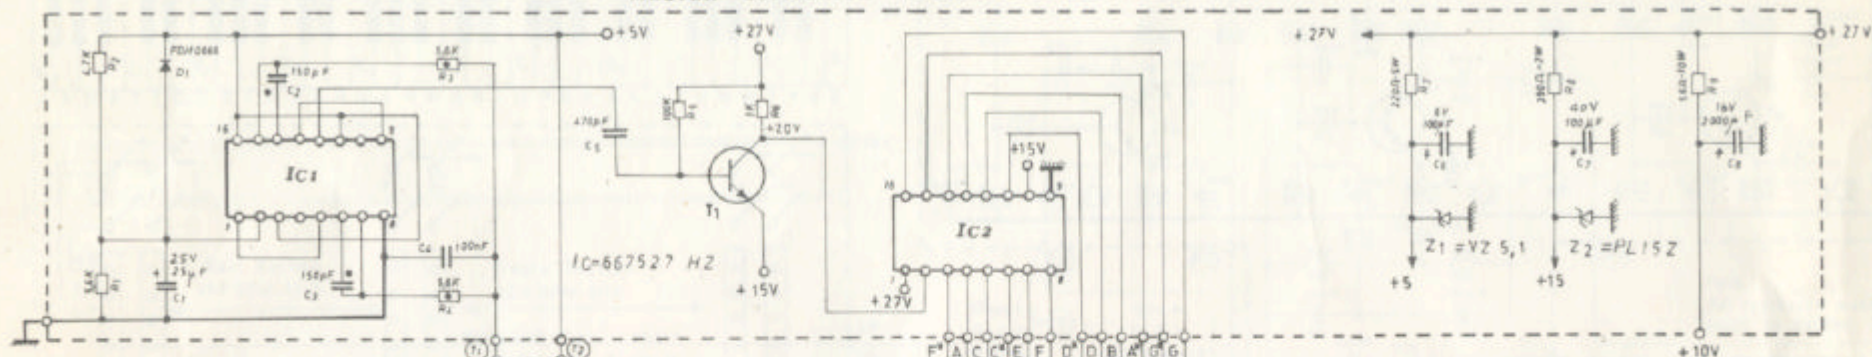 +5V
+27V
+27V
+27V
4,7K
R2
D1
150pF
C2
5,6K
R3
100K
R5
1K
R6
470pF
C5
+20V
+15V
220Ω-5W
R7
R8
R9
6V
100µF
C6
40V
100µF
C7
16V
2000µF
C8
16
9
IC1
1
8
T1
16
9
IC2
1
8
5,6K
R1
25V
25µF
C1
150pF
C3
C4
100nF
5,6K
R4
IC=667527 HZ
+15V
+27V
Z1=VZ 5,1
Z2=PL15Z
+5
+15
+10V
T1
T2
F# A C C# E F D# D B A# G# G